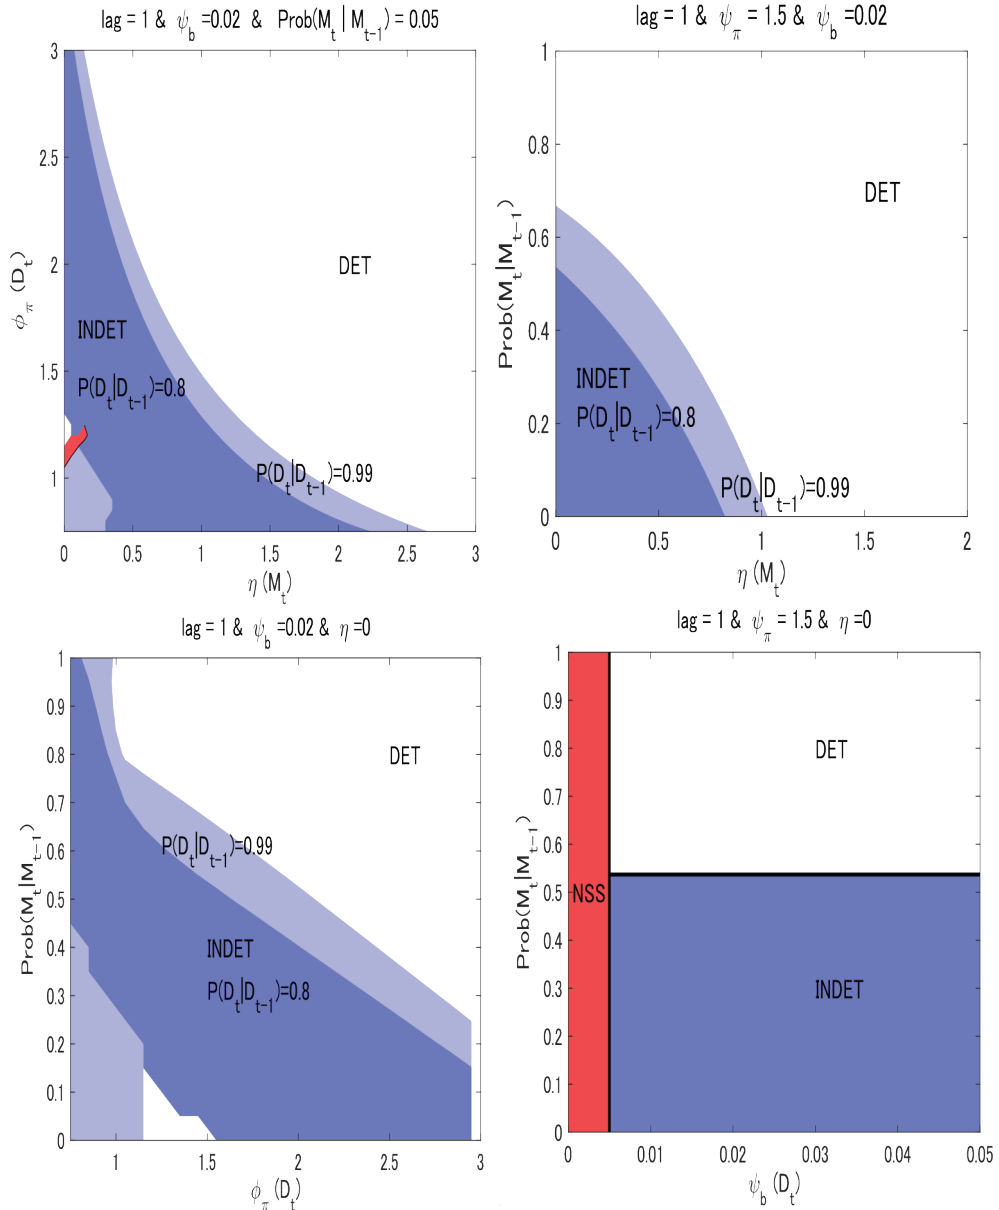 lag = 1 & ψ_b =0.02 & Prob(M_t | M_{t−1}) = 0.05
3
2.5
2
1.5
1
ϕ_π (D_t)
DET
INDET
P(D_t|D_{t−1})=0.8
P(D_t|D_{t−1})=0.99
0 0.5 1 1.5 2 2.5 3
η (M_t)
lag = 1 & ψ_π = 1.5 & ψ_b =0.02
1
0.8
0.6
0.4
0.2
0
Prob(M_t|M_{t−1})
DET
INDET
P(D_t|D_{t−1})=0.8
P(D_t|D_{t−1})=0.99
0 0.5 1 1.5 2
η (M_t)
lag = 1 & ψ_b =0.02 & η =0
1
0.9
0.8
0.7
0.6
0.5
0.4
0.3
0.2
0.1
0
Prob(M_t|M_{t−1})
DET
P(D_t|D_{t−1})=0.99
INDET
P(D_t|D_{t−1})=0.8
1 1.5 2 2.5 3
ϕ_π (D_t)
lag = 1 & ψ_π = 1.5 & η =0
1
0.9
0.8
0.7
0.6
0.5
0.4
0.3
0.2
0.1
0
Prob(M_t|M_{t−1})
DET
NSS
INDET
0 0.01 0.02 0.03 0.04 0.05
ψ_b (D_t)